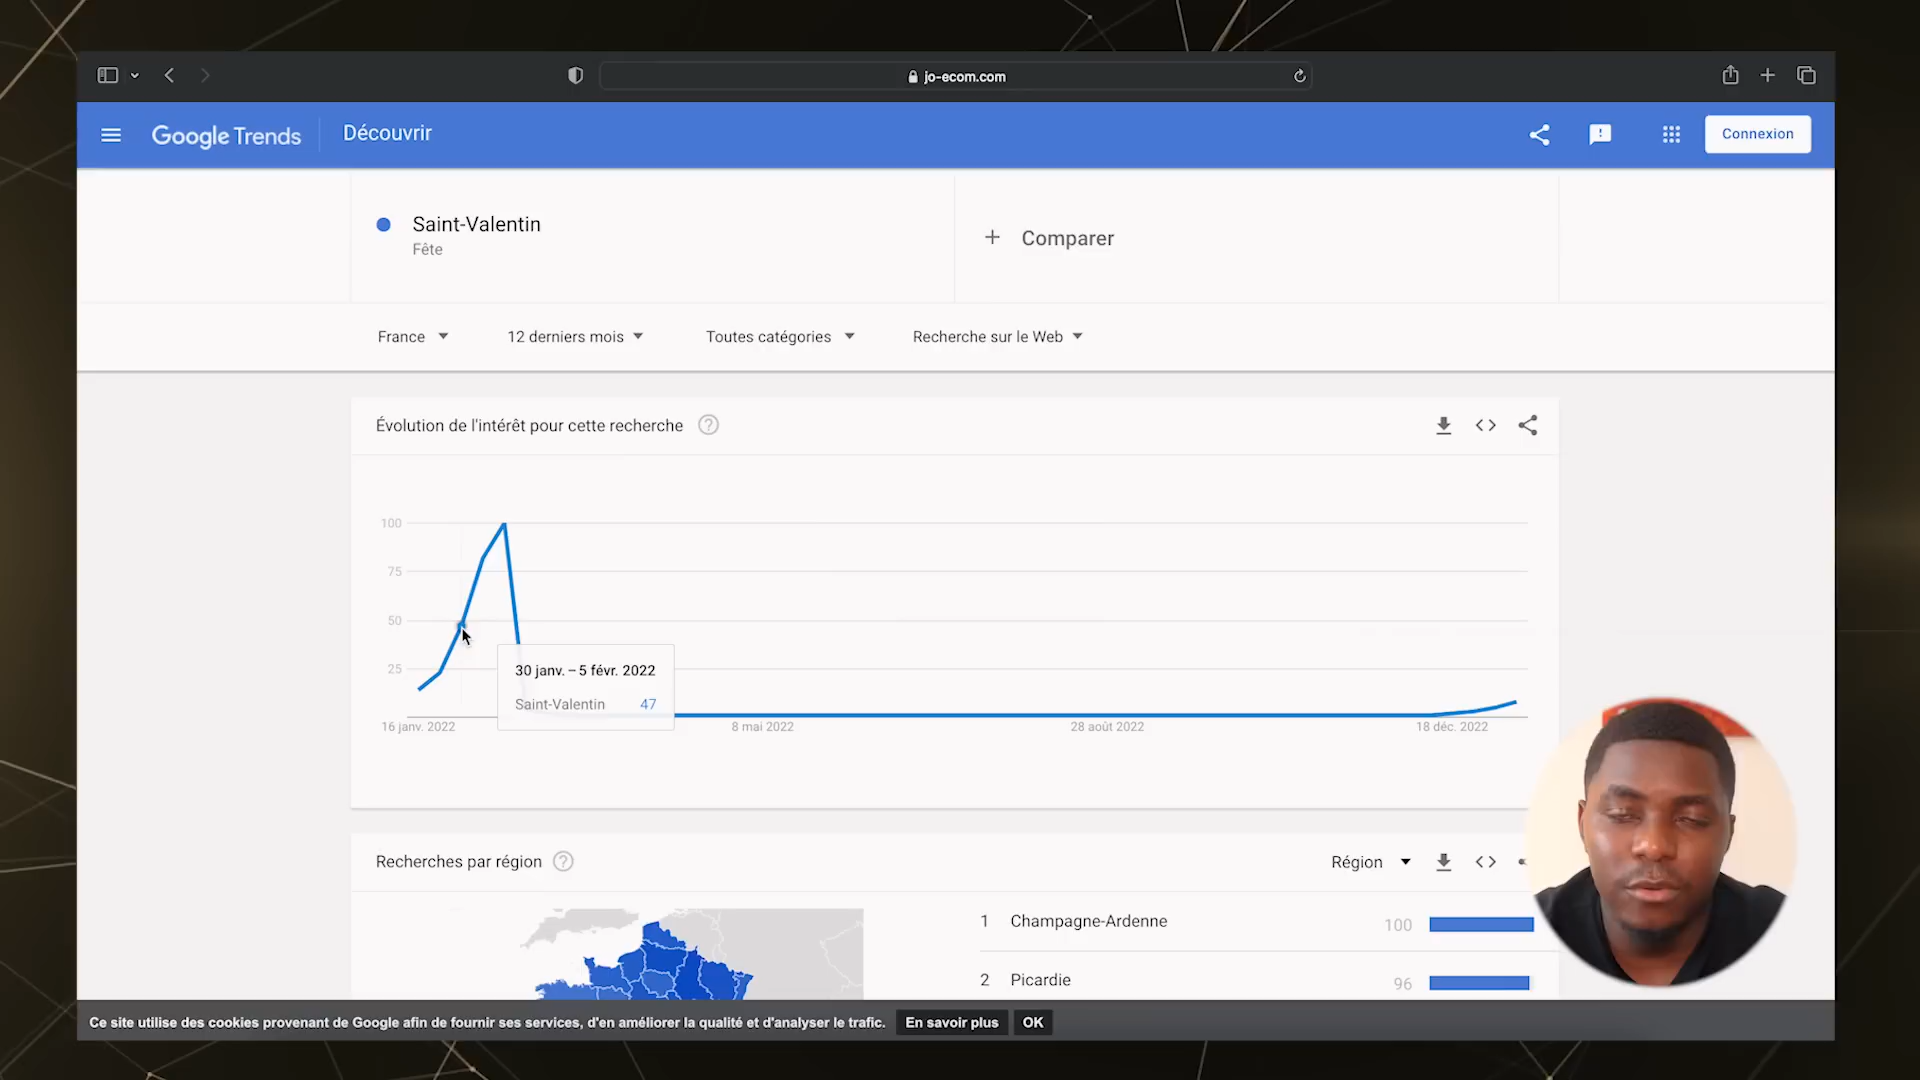 jo-ecom.com
Google Trends
Découvrir
Connexion
Saint-Valentin
Fête
+ Comparer
France
12 derniers mois
Toutes catégories
Recherche sur le Web
Évolution de l'intérêt pour cette recherche
100
75
50
25
30 janv. – 5 févr. 2022
Saint-Valentin 47
16 janv. 2022
8 mai 2022
28 août 2022
18 déc. 2022
Recherches par région
Région
1 Champagne-Ardenne 100
2 Picardie 96
Ce site utilise des cookies provenant de Google afin de fournir ses services, d'en améliorer la qualité et d'analyser le trafic.
En savoir plus
OK